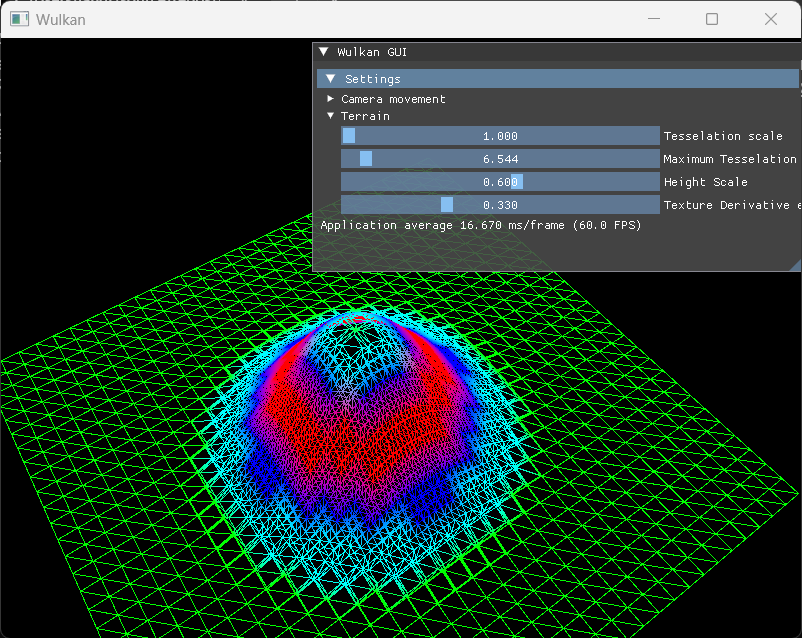 Wulkan
Wulkan GUI
Settings
Camera movement
Terrain
1.000 Tesselation scale
6.544 Maximum Tesselation
0.600 Height Scale
0.330 Texture Derivative
Application average 16.670 ms/frame (60.0 FPS)